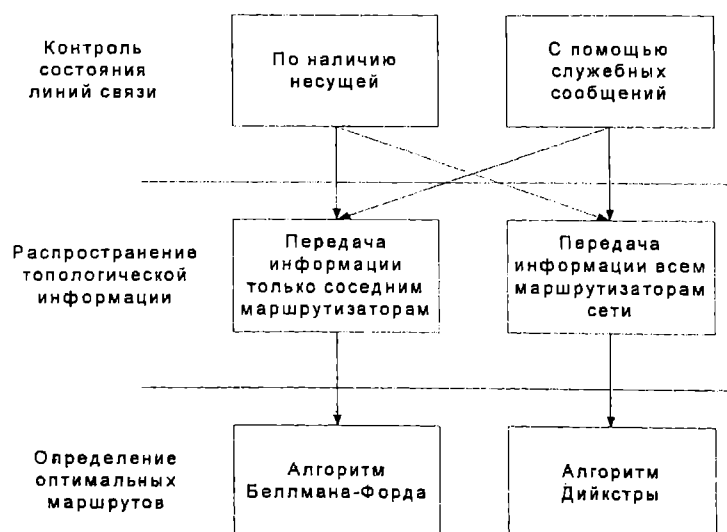 Контроль
состояния
линий связи
По наличию
несущей
С помощью
служебных
сообщений
Распространение
топологической
информации
Передача
информации
только соседним
маршрутизаторам
Передача
информации всем
маршрутизаторам
сети
Определение
оптимальных
маршрутов
Алгоритм
Беллмана-Форда
Алгоритм
Дийкстры